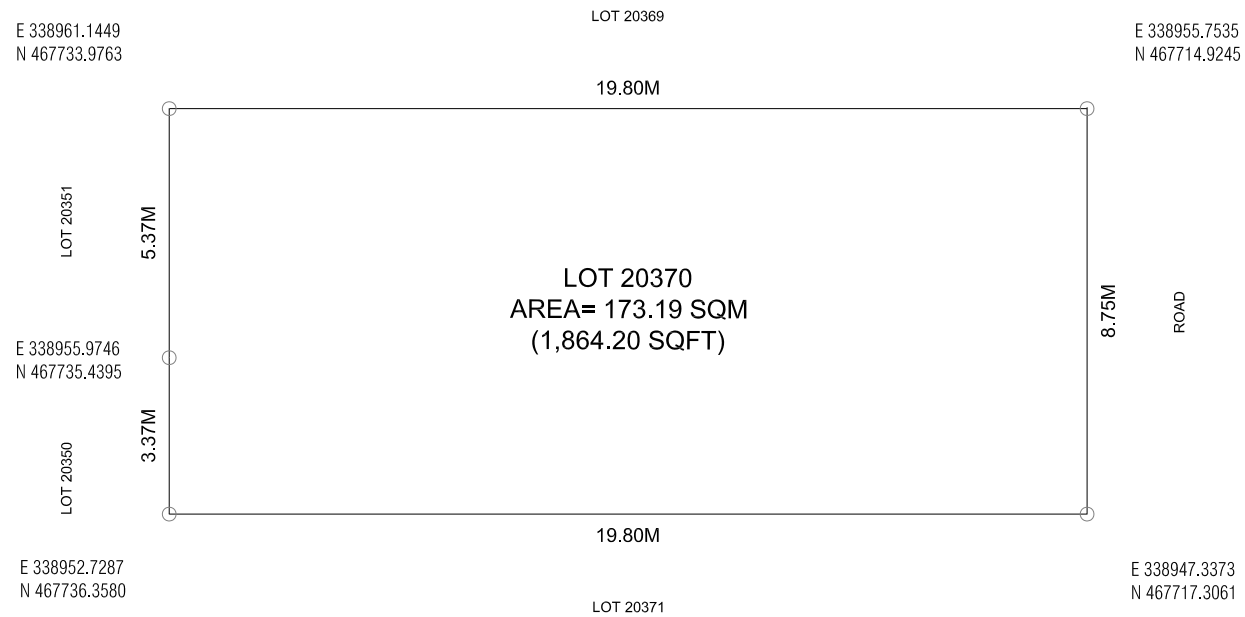 LOT 20369
E 338961.1449
N 467733.9763
E 338955.7535
N 467714.9245
19.80M
LOT 20351
5.37M
LOT 20370
AREA= 173.19 SQM
(1,864.20 SQFT)
8.75M
ROAD
E 338955.9746
N 467735.4395
3.37M
LOT 20350
19.80M
E 338952.7287
N 467736.3580
E 338947.3373
N 467717.3061
LOT 20371